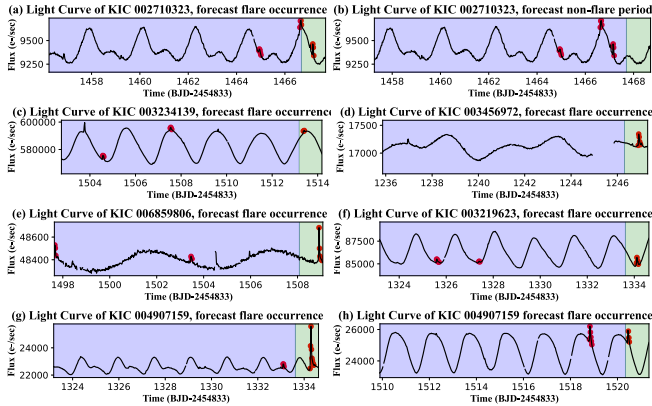 (a) Light Curve of KIC 002710323, forecast flare occurrence
(b) Light Curve of KIC 002710323, forecast non-flare period
Flux (e-/sec)
9500
9250
1458
1460
1462
1464
1466
Time (BJD-2454833)
Flux (e-/sec)
9500
9250
1458
1460
1462
1464
1466
1468
Time (BJD-2454833)
(c) Light Curve of KIC 003234139, forecast flare occurrence
(d) Light Curve of KIC 003456972, forecast flare occurrence
Flux (e-/sec)
600000
580000
1504
1506
1508
1510
1512
1514
Time (BJD-2454833)
Flux (e-/sec)
17500
17000
1236
1238
1240
1242
1244
1246
Time (BJD-2454833)
(e) Light Curve of KIC 006859806, forecast flare occurrence
(f) Light Curve of KIC 003219623, forecast flare occurrence
Flux (e-/sec)
48600
48400
1498
1500
1502
1504
1506
1508
Time (BJD-2454833)
Flux (e-/sec)
87500
85000
1324
1326
1328
1330
1332
1334
Time (BJD-2454833)
(g) Light Curve of KIC 004907159, forecast flare occurrence
(h) Light Curve of KIC 004907159 forecast flare occurrence
Flux (e-/sec)
24000
22000
1324
1326
1328
1330
1332
1334
Time (BJD-2454833)
Flux (e-/sec)
26000
24000
1510
1512
1514
1516
1518
1520
Time (BJD-2454833)